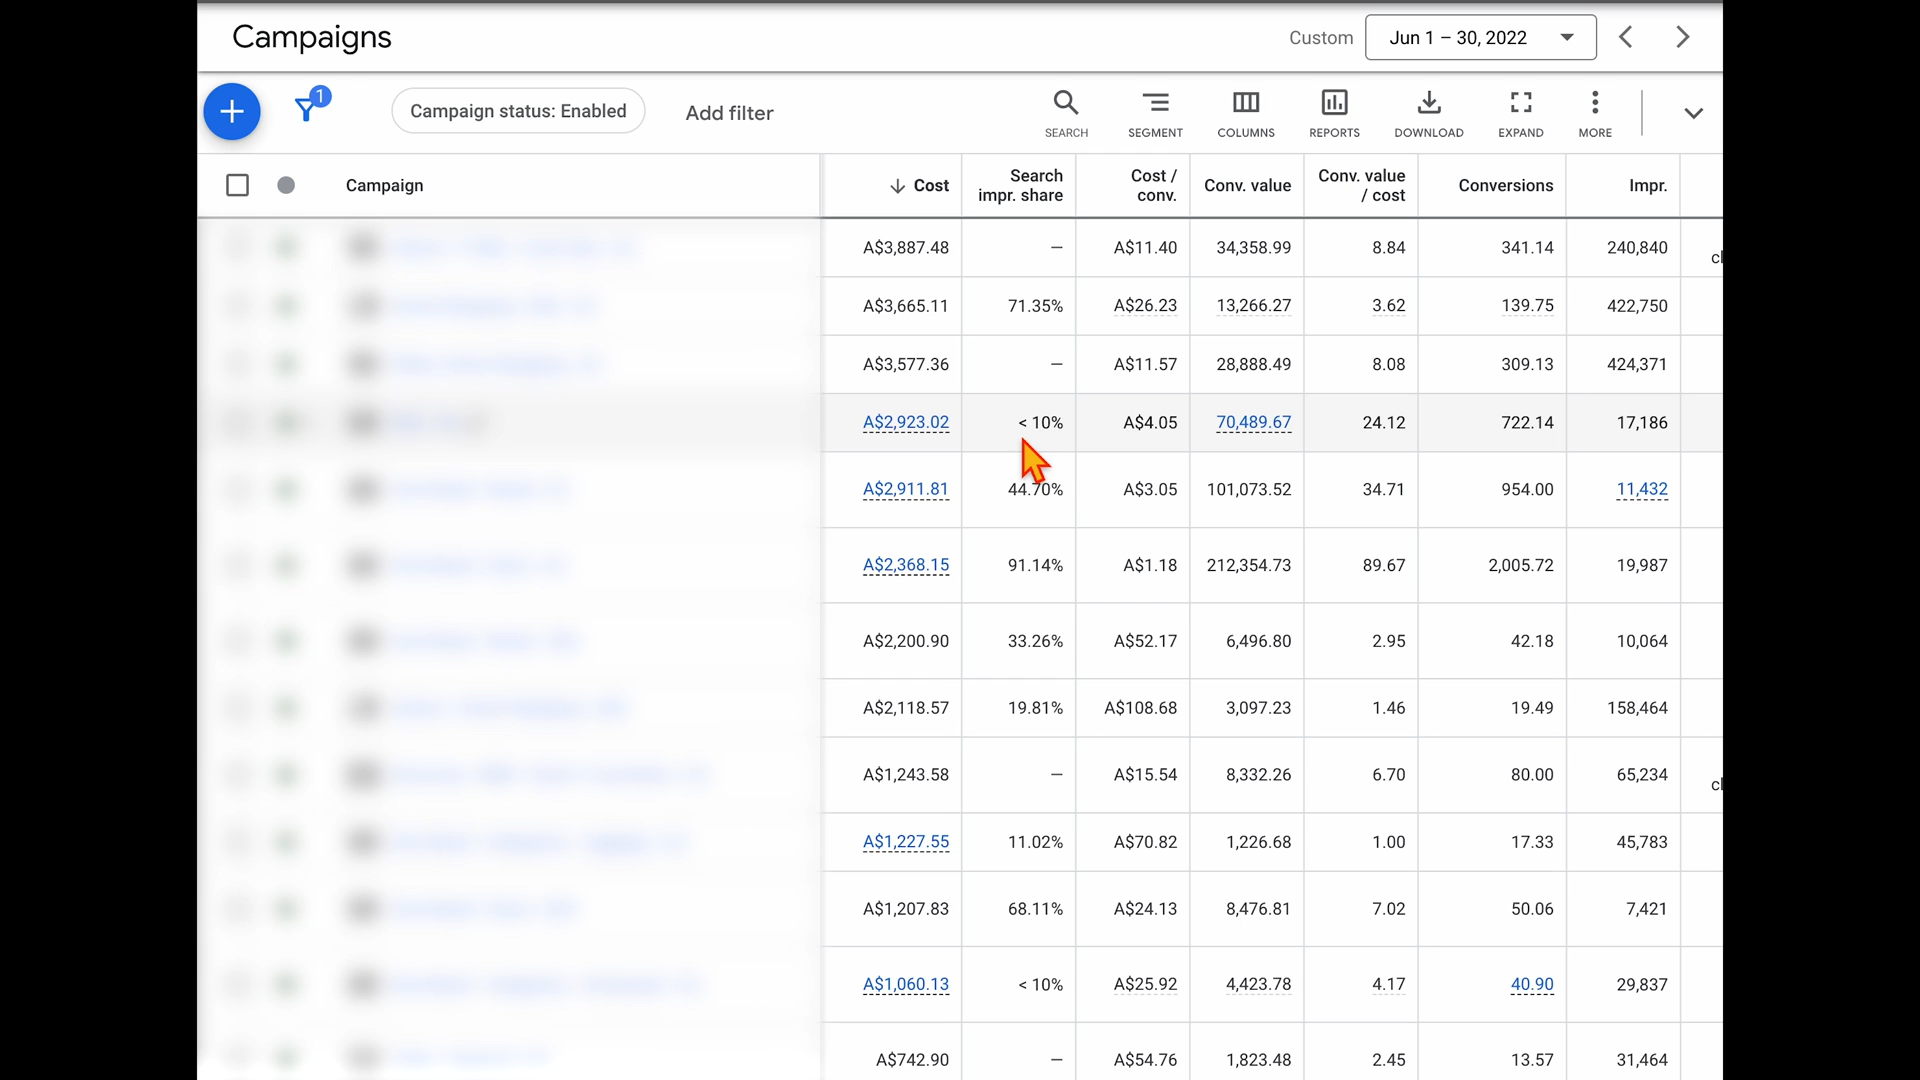 Campaigns
Custom
Jun 1 – 30, 2022
1
Campaign status: Enabled
Add filter
SEARCH
SEGMENT
COLUMNS
REPORTS
DOWNLOAD
EXPAND
MORE
Campaign
Cost
Search
impr. share
Cost /
conv.
Conv. value
Conv. value
/ cost
Conversions
Impr.
A$3,887.48 — A$11.40 34,358.99 8.84 341.14 240,840
A$3,665.11 71.35% A$26.23 13,266.27 3.62 139.75 422,750
A$3,577.36 — A$11.57 28,888.49 8.08 309.13 424,371
A$2,923.02 < 10% A$4.05 70,489.67 24.12 722.14 17,186
A$2,911.81 44.70% A$3.05 101,073.52 34.71 954.00 11,432
A$2,368.15 91.14% A$1.18 212,354.73 89.67 2,005.72 19,987
A$2,200.90 33.26% A$52.17 6,496.80 2.95 42.18 10,064
A$2,118.57 19.81% A$108.68 3,097.23 1.46 19.49 158,464
A$1,243.58 — A$15.54 8,332.26 6.70 80.00 65,234
A$1,227.55 11.02% A$70.82 1,226.68 1.00 17.33 45,783
A$1,207.83 68.11% A$24.13 8,476.81 7.02 50.06 7,421
A$1,060.13 < 10% A$25.92 4,423.78 4.17 40.90 29,837
A$742.90 — A$54.76 1,823.48 2.45 13.57 31,464